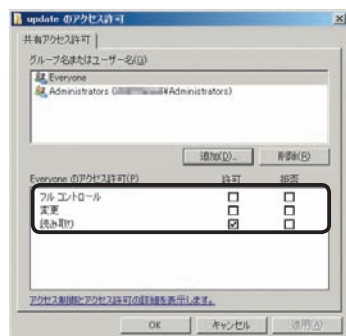 update のアクセス許可
共有アクセス許可
グループ名またはユーザー名(G):
Everyone
Administrators ( ¥Administrators)
追加(D)... 削除(R)
Everyone のアクセス許可(P) 許可 拒否
フル コントロール
変更
読み取り
アクセス制御とアクセス許可の詳細を表示します。
OK キャンセル 適用(A)